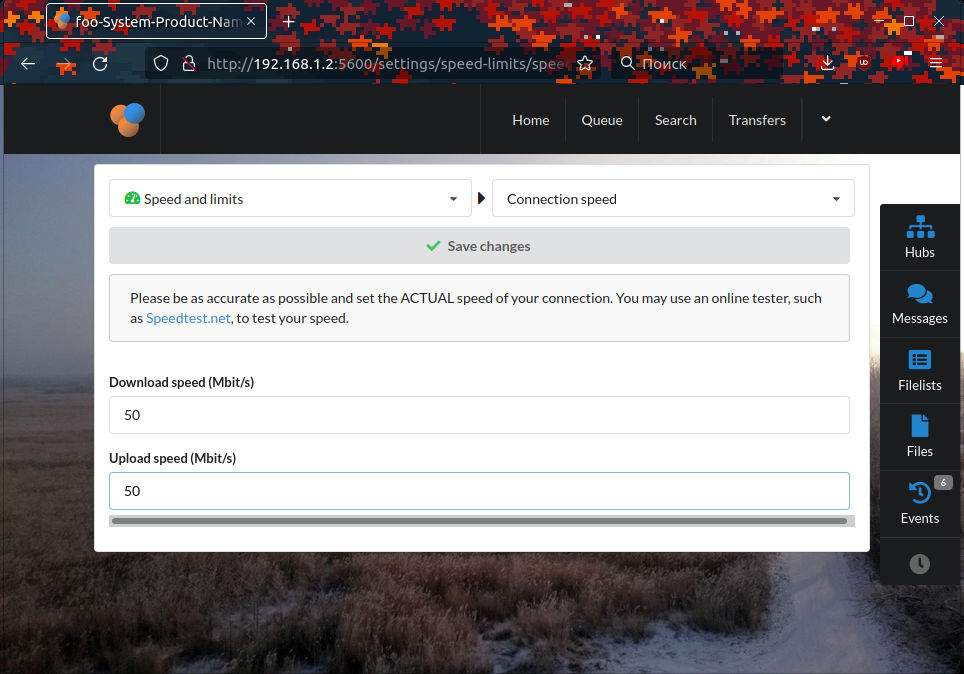 foo-System-Product-Nam
http://192.168.1.2:5600/settings/speed-limits/spee
Поиск
Home
Queue
Search
Transfers
Speed and limits
Connection speed
Save changes
Please be as accurate as possible and set the ACTUAL speed of your connection. You may use an online tester, such
as Speedtest.net, to test your speed.
Download speed (Mbit/s)
50
Upload speed (Mbit/s)
50
Hubs
Messages
Filelists
Files
6
Events